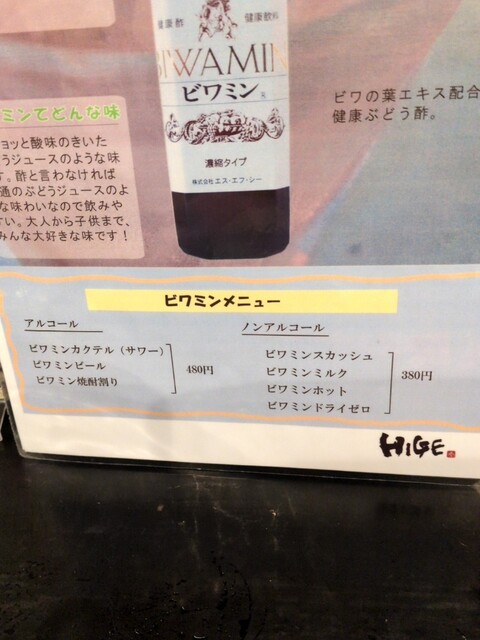 健康酢 健康飲料
BIWAMIN
ビワミン
濃縮タイプ
株式会社 エス・エフ・シー
ビワの葉エキス配合
健康ぶどう酢。
ミンてどんな味
ョッと酸味のきいた
うジュースのような味
す。酢と言わなければ
通のぶどうジュースのよ
な味わいなので飲みや
すい。大人から子供まで、
みんな大好きな味です！
ビワミンメニュー
アルコール
ビワミンカクテル（サワー）
ビワミンビール
ビワミン焼酎割り
480円
ノンアルコール
ビワミンスカッシュ
ビワミンミルク
ビワミンホット
ビワミンドライゼロ
380円
HIGE